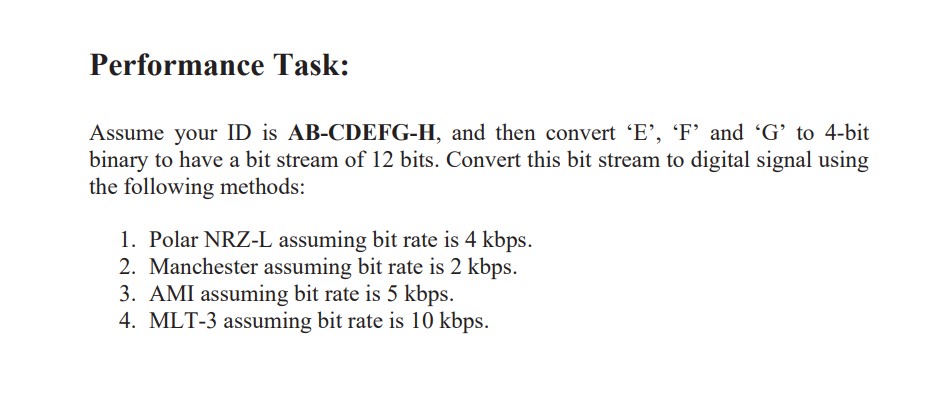 Performance Task:
Assume your ID is AB-CDEFG-H, and then convert ‘E’, ‘F’ and ‘G’ to 4-bit
binary to have a bit stream of 12 bits. Convert this bit stream to digital signal using
the following methods:
1. Polar NRZ-L assuming bit rate is 4 kbps.
2. Manchester assuming bit rate is 2 kbps.
3. AMI assuming bit rate is 5 kbps.
4. MLT-3 assuming bit rate is 10 kbps.